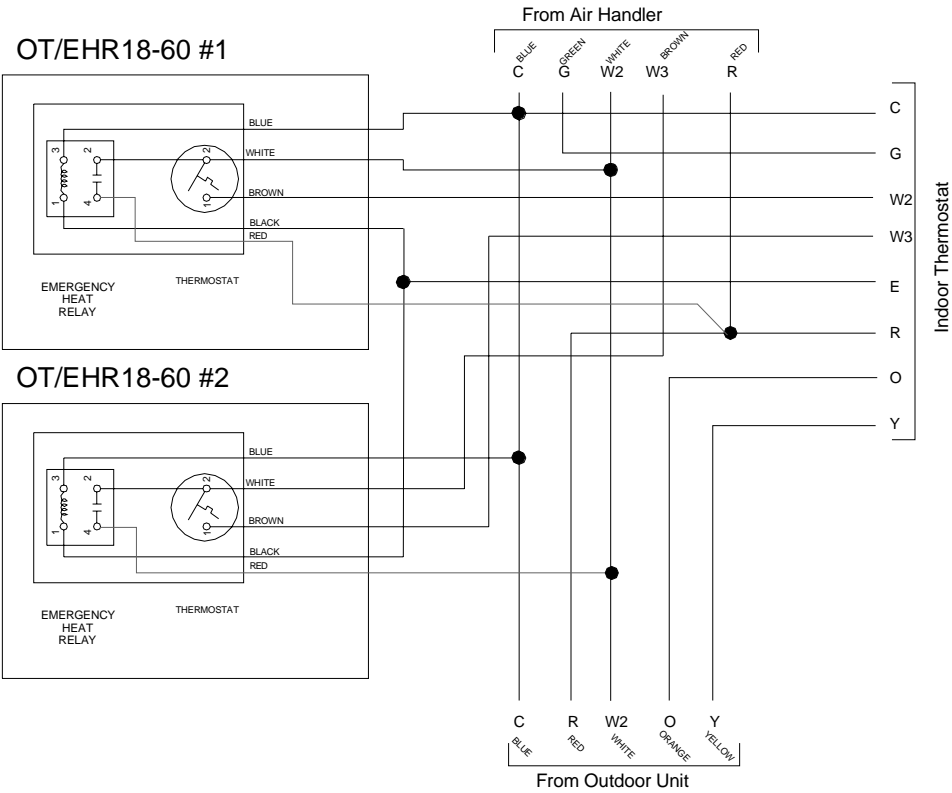 From Air Handler
BLUE GREEN WHITE BROWN RED
C G W2 W3 R
OT/EHR18-60 #1
BLUE
WHITE
BROWN
BLACK
RED
3 2
1 4
2
1
EMERGENCY
HEAT
RELAY
THERMOSTAT
C
G
W2
W3
E
R
O
Y
Indoor Thermostat
OT/EHR18-60 #2
BLUE
WHITE
BROWN
BLACK
RED
3 2
1 4
2
1
EMERGENCY
HEAT
RELAY
THERMOSTAT
C R W2 O Y
BLUE RED WHITE ORANGE YELLOW
From Outdoor Unit